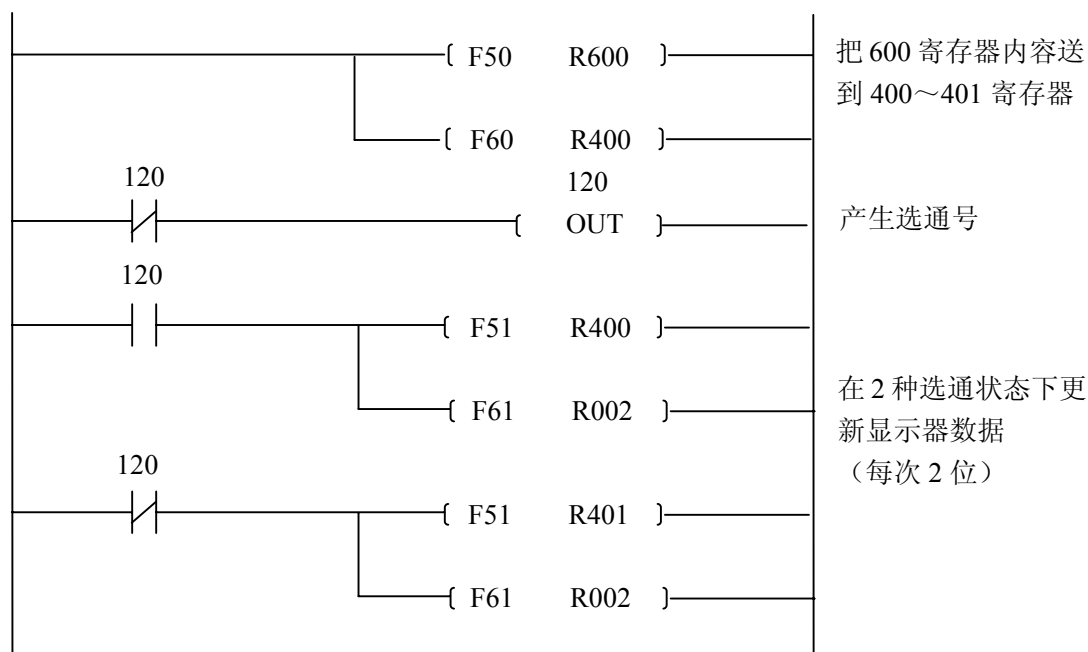 F50 R600
把 600 寄存器内容送
到 400～401 寄存器
F60 R400
120
120
OUT
产生选通号
120
F51 R400
F61 R002
在 2 种选通状态下更
新显示器数据
（每次 2 位）
120
F51 R401
F61 R002